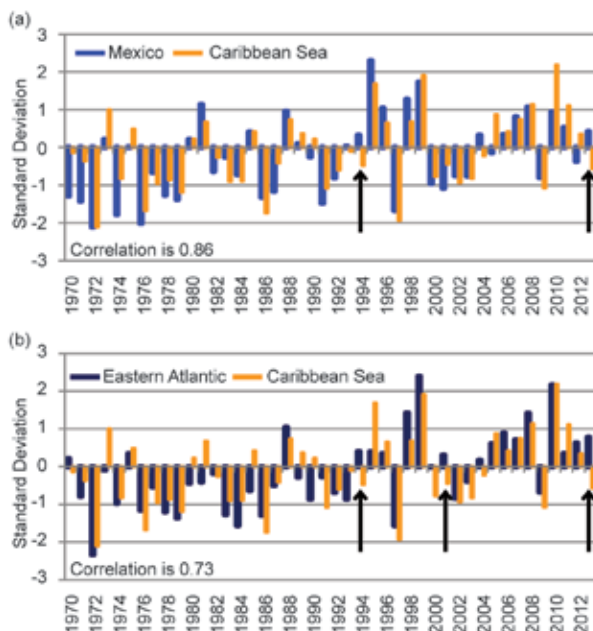 (a)
3
Mexico Caribbean Sea
2
1
0
-1
-2
-3
Standard Deviation
Correlation is 0.86
1970 1972 1974 1976 1978 1980 1982 1984 1986 1988 1990 1992 1994 1996 1998 2000 2002 2004 2006 2008 2010 2012
(b)
3
Eastern Atlantic Caribbean Sea
2
1
0
-1
-2
-3
Standard Deviation
Correlation is 0.73
1970 1972 1974 1976 1978 1980 1982 1984 1986 1988 1990 1992 1994 1996 1998 2000 2002 2004 2006 2008 2010 2012